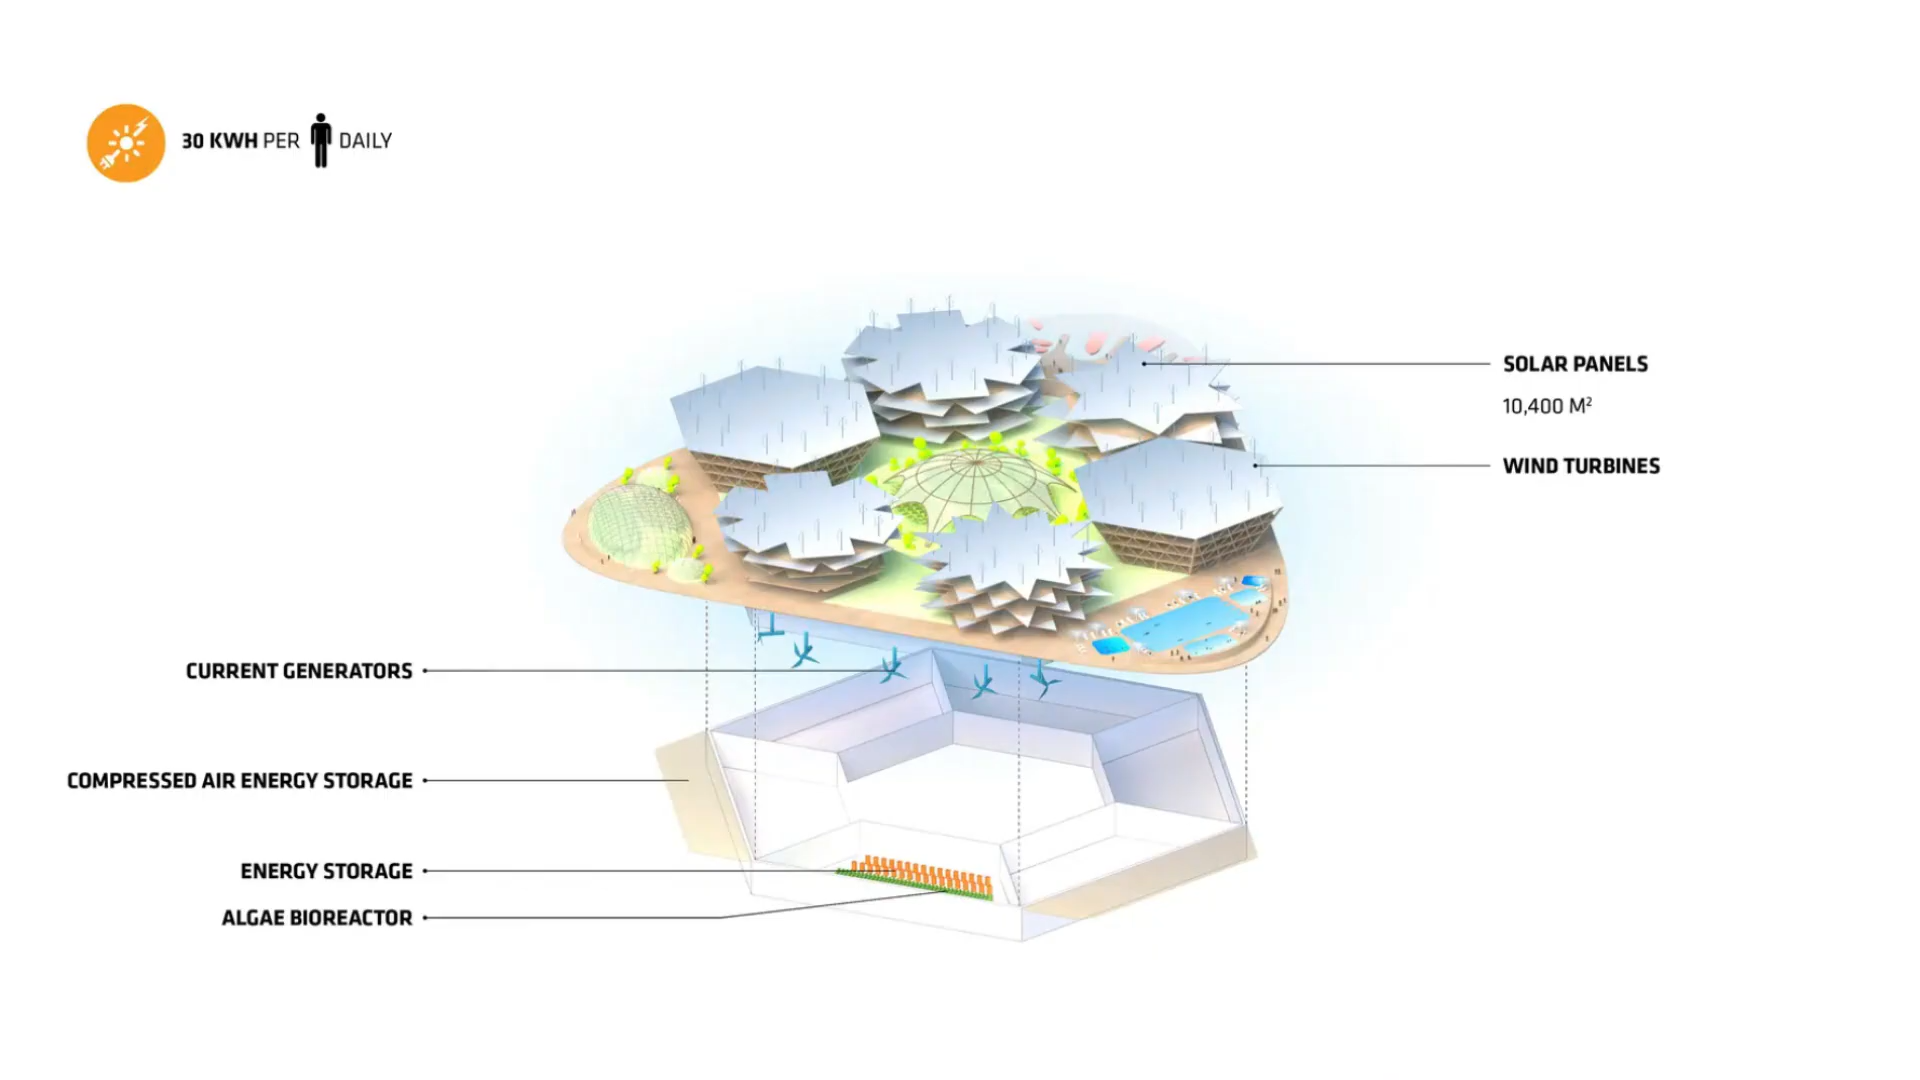 30 KWH PER DAILY
SOLAR PANELS
10,400 M²
WIND TURBINES
CURRENT GENERATORS
COMPRESSED AIR ENERGY STORAGE
ENERGY STORAGE
ALGAE BIOREACTOR